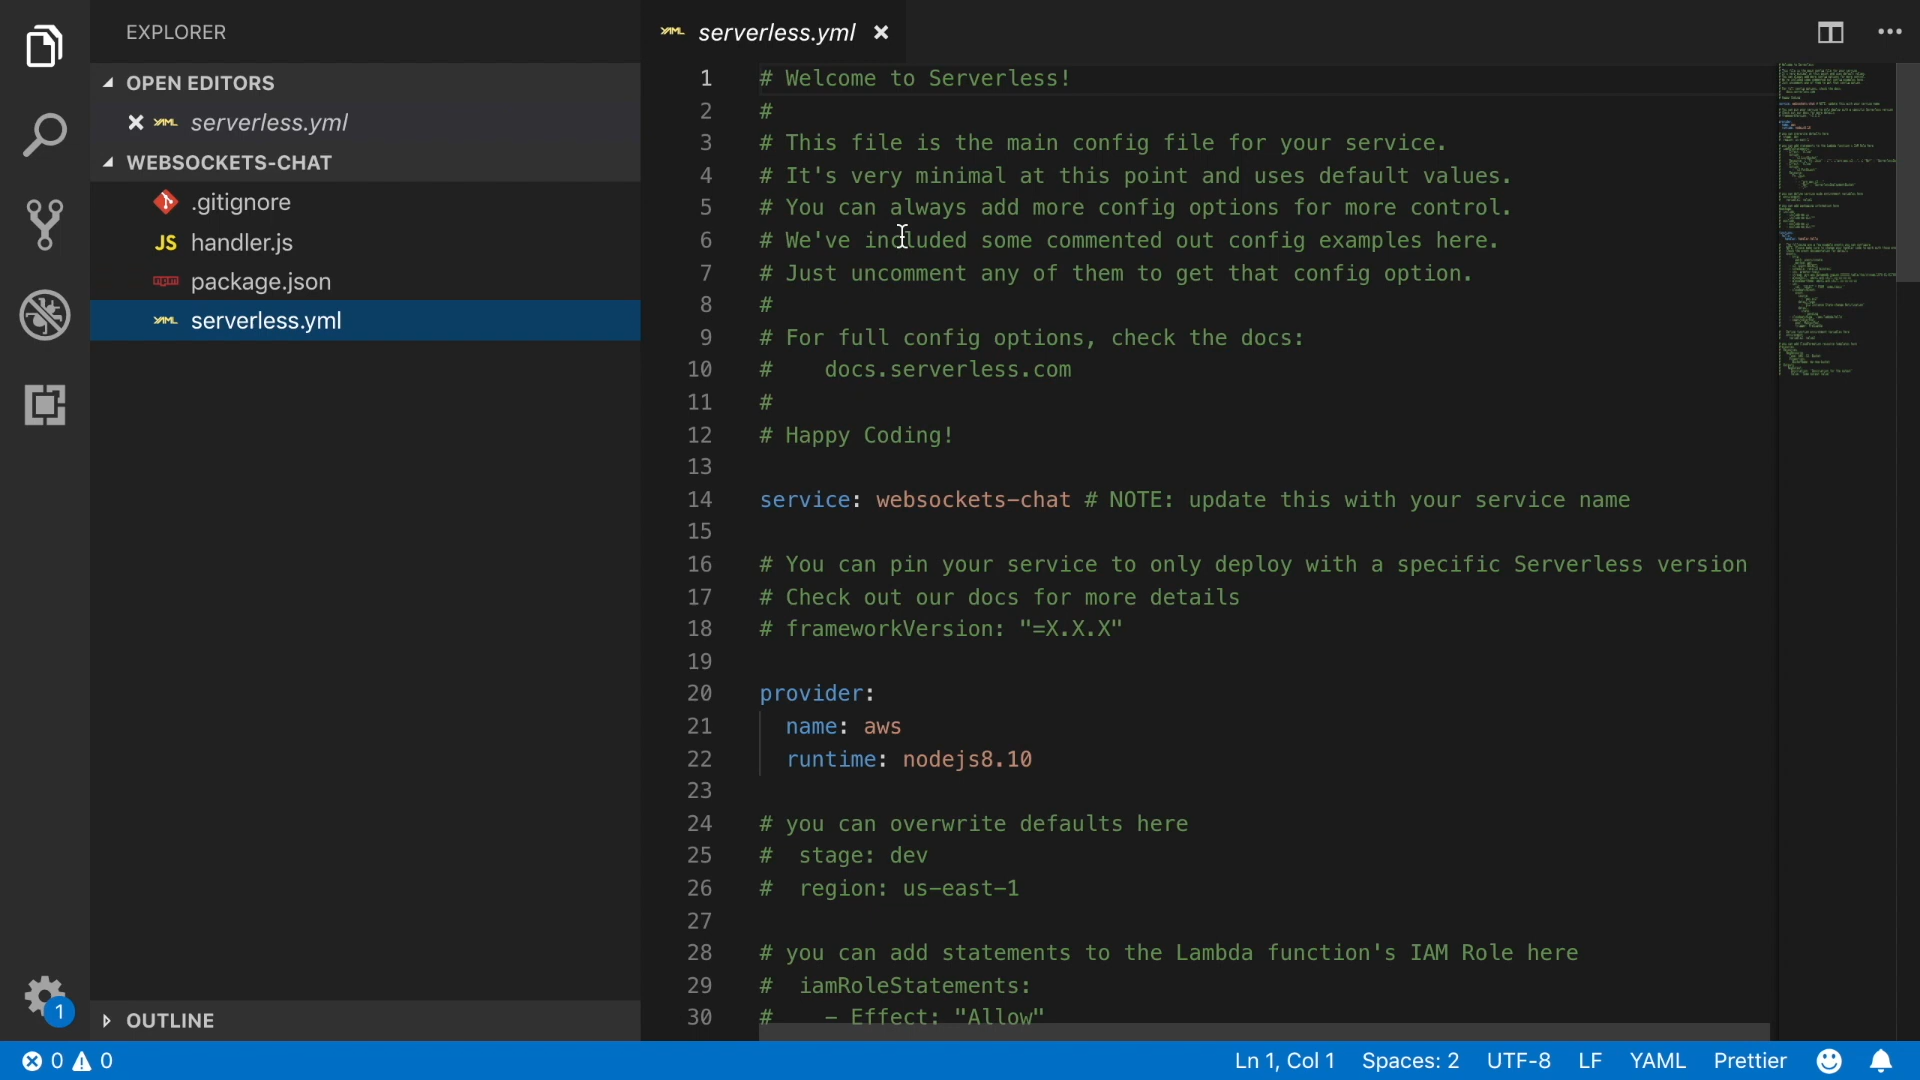 EXPLORER
OPEN EDITORS
YAML serverless.yml
WEBSOCKETS-CHAT
.gitignore
JS handler.js
npm package.json
YAML serverless.yml
OUTLINE
1
YAML serverless.yml
1 # Welcome to Serverless!
2 #
3 # This file is the main config file for your service.
4 # It's very minimal at this point and uses default values.
5 # You can always add more config options for more control.
6 # We've included some commented out config examples here.
7 # Just uncomment any of them to get that config option.
8 #
9 # For full config options, check the docs:
10 #    docs.serverless.com
11 #
12 # Happy Coding!
13
14 service: websockets-chat # NOTE: update this with your service name
15
16 # You can pin your service to only deploy with a specific Serverless version
17 # Check out our docs for more details
18 # frameworkVersion: "=X.X.X"
19
20 provider:
21   name: aws
22   runtime: nodejs8.10
23
24 # you can overwrite defaults here
25 #  stage: dev
26 #  region: us-east-1
27
28 # you can add statements to the Lambda function's IAM Role here
29 #  iamRoleStatements:
30 #    - Effect: "Allow"
0 0 Ln 1, Col 1 Spaces: 2 UTF-8 LF YAML Prettier